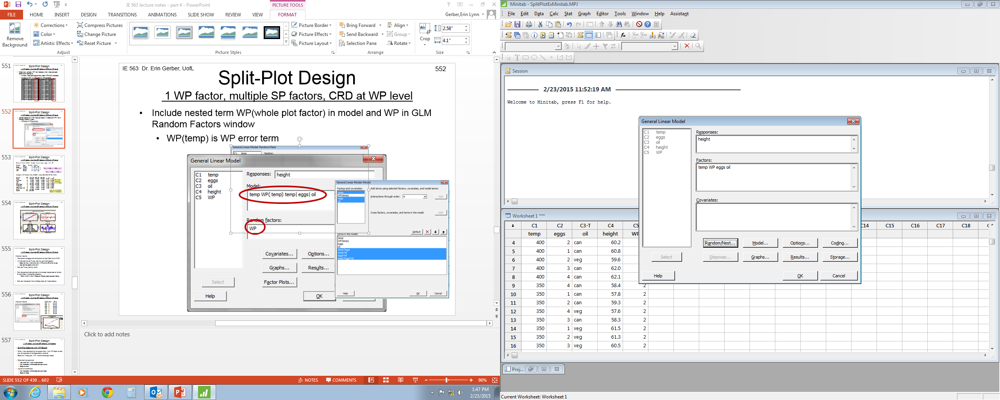 IE 563 lecture notes - part 4 - PowerPoint
PICTURE TOOLS
FILE HOME INSERT DESIGN TRANSITIONS ANIMATIONS SLIDE SHOW REVIEW VIEW FORMAT
Gerber,Erin Lynn
Remove Background
Corrections
Color
Artistic Effects
Compress Pictures
Change Picture
Reset Picture
Adjust
Picture Styles
Picture Border
Picture Effects
Picture Layout
Bring Forward
Send Backward
Selection Pane
Align
Group
Rotate
Arrange
Crop
2.58"
4.1"
Size
551
Split-Plot Design
552
Split-Plot Design
553
Split-Plot Design
554
Split-Plot Design
555
Split-Plot Design
Interpret results
556
Split-Plot Design
Interpret results
557
Split-Plot Design
IE 563 Dr. Erin Gerber, UofL
552
Split-Plot Design
1 WP factor, multiple SP factors, CRD at WP level
• Include nested term WP(whole plot factor) in model and WP in GLM
Random Factors window
• WP(temp) is WP error term
General Linear Model: Random/Nest
C1 temp
Nesting:
General Linear Model
C1 temp
C2 eggs
C3 oil
C4 height
C5 WP
Responses: height
Model:
temp WP( temp) temp| eggs| oil
Random factors:
WP
Covariates...
Options...
Graphs...
Results...
Select
Factor Plots...
Help
OK
General Linear Model: Model
Factors and covariates:
temp
WP(temp)
eggs
oil
Add terms using selected factors, covariates, and model terms:
Interactions through order: 4
Add
Cross factors, covariates, and terms in the model
Add
Default
Terms in the model:
temp
WP(temp)
eggs
oil
temp*eggs
temp*oil
eggs*oil
temp*eggs*oil
Help
OK
Cancel
Click to add notes
SLIDE 552 OF 430 .. 602
NOTES
COMMENTS
90%
1:47 PM
2/23/2015
Minitab - SplitPlotExMinitab.MPJ
File Edit Data Calc Stat Graph Editor Tools Window Help Assistant
Session
2/23/2015 11:52:19 AM
Welcome to Minitab, press F1 for help.
General Linear Model
C1 temp
C2 eggs
C3 oil
C4 height
C5 WP
Responses:
height
Factors:
temp WP eggs oil
Covariates:
Random/Nest...
Model...
Options...
Coding...
Select
Stepwise...
Graphs...
Results...
Storage...
Help
OK
Cancel
Worksheet 1 ***
C1 C2 C3-T C4 C5 C14 C15 C16 C17 C18
temp eggs oil height WP
4 400 2 can 60.2
5 400 1 can 60.8
6 400 2 veg 59.6
7 400 3 can 62.0
8 400 4 can 62.1
9 350 4 can 58.4 2
10 350 1 can 57.8 2
11 350 2 can 59.3 2
12 350 4 veg 57.6 2
13 350 3 can 58.3 2
14 350 1 veg 61.5 2
15 350 2 veg 61.3 2
16 350 3 veg 60.5 2
Proj...
Current Worksheet: Worksheet 1